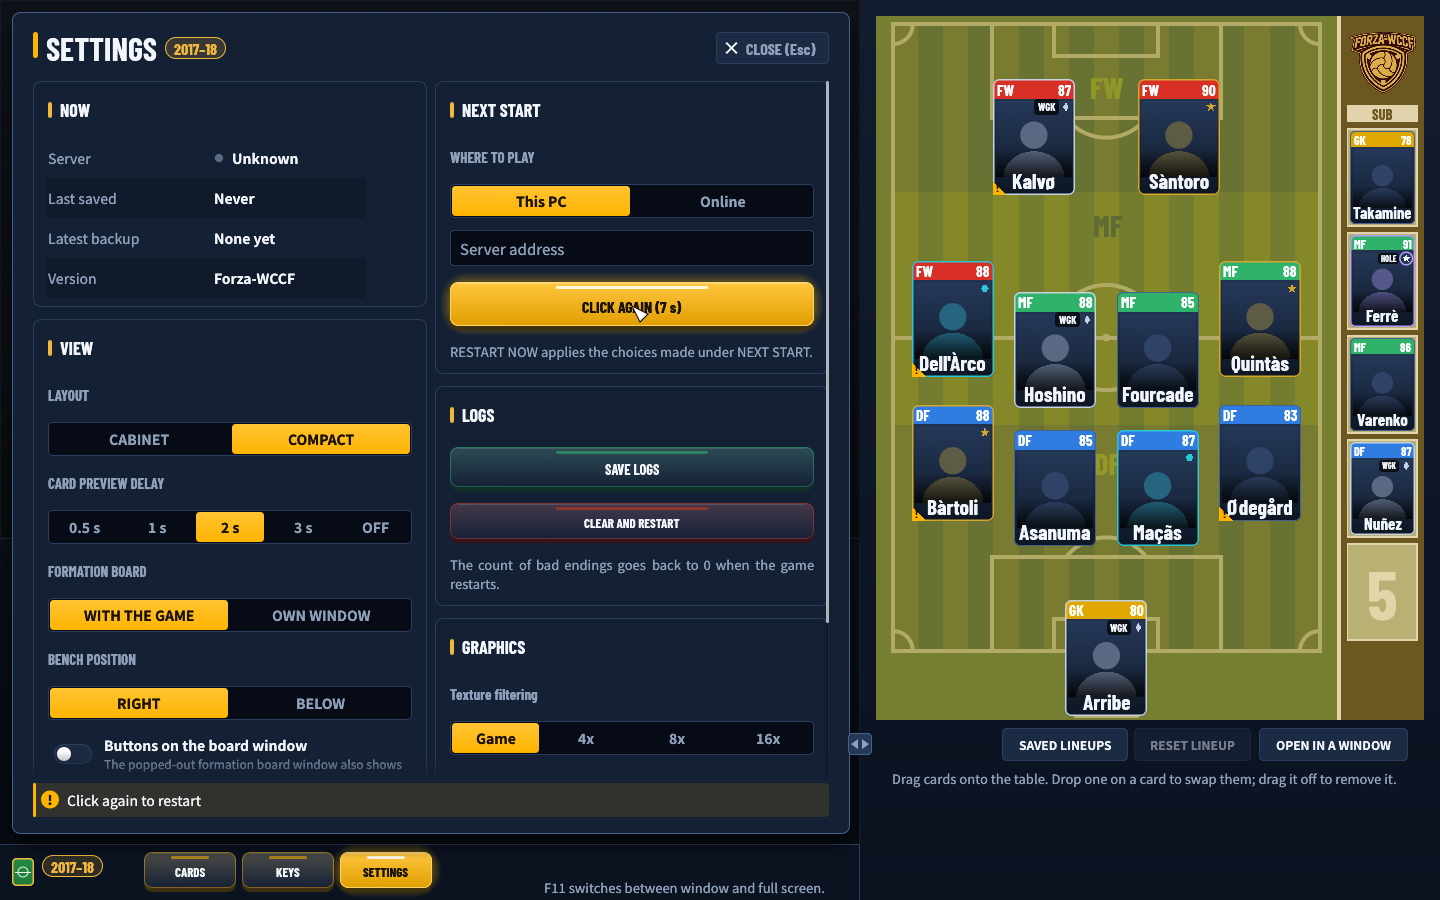 SETTINGS 2017-18
CLOSE (Esc)
NOW
Server Unknown
Last saved Never
Latest backup None yet
Version Forza-WCCF
VIEW
LAYOUT
CABINET COMPACT
CARD PREVIEW DELAY
0.5 s 1 s 2 s 3 s OFF
FORMATION BOARD
WITH THE GAME OWN WINDOW
BENCH POSITION
RIGHT BELOW
Buttons on the board window
The popped-out formation board window also shows
NEXT START
WHERE TO PLAY
This PC Online
Server address
CLICK AGAIN (7 s)
RESTART NOW applies the choices made under NEXT START.
LOGS
SAVE LOGS
CLEAR AND RESTART
The count of bad endings goes back to 0 when the game
restarts.
GRAPHICS
Texture filtering
Game 4x 8x 16x
Click again to restart
2017-18
CARDS KEYS SETTINGS
F11 switches between window and full screen.
FW
MF
DF
FW 87
WGK
Kalvø
FW 90
Sàntoro
FW 88
Dell'Àrco
MF 88
WGK
Hoshino
MF 85
Fourcade
MF 88
Quintàs
DF 88
Bàrtoli
DF 85
Asanuma
DF 87
Maçãs
DF 83
Ødegård
GK 80
WGK
Arribe
FORZA-WCCF
SUB
GK 78
Takamine
MF 91
HOLE
Ferrè
MF 86
Varenko
DF 87
WGK
Nuñez
5
SAVED LINEUPS RESET LINEUP OPEN IN A WINDOW
Drag cards onto the table. Drop one on a card to swap them; drag it off to remove it.